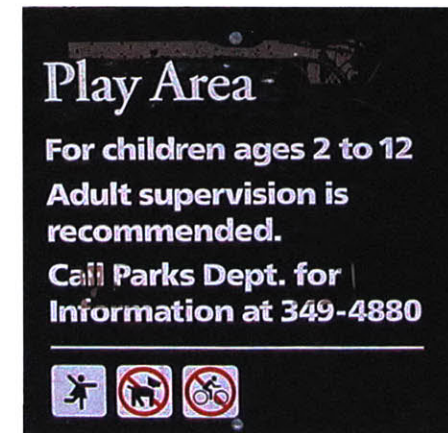 Play Area
For children ages 2 to 12
Adult supervision is
recommended.
Call Parks Dept. for
Information at 349-4880